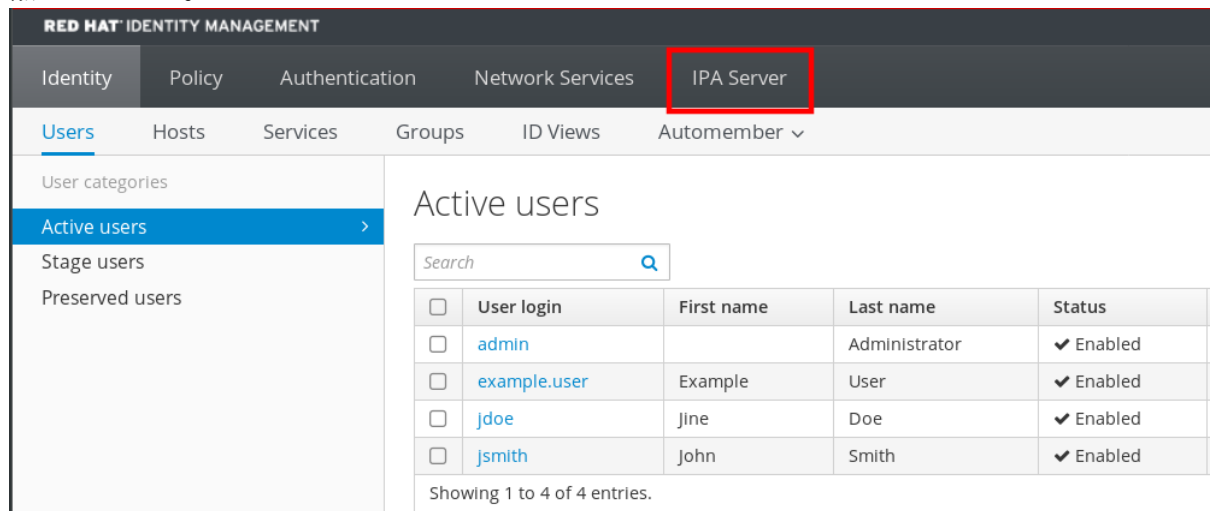 RED HAT® IDENTITY MANAGEMENT
Identity Policy Authentication Network Services IPA Server
Users Hosts Services Groups ID Views Automember
User categories
Active users
Stage users
Preserved users
Active users
Search
User login First name Last name Status
admin Administrator Enabled
example.user Example User Enabled
jdoe Jine Doe Enabled
jsmith John Smith Enabled
Showing 1 to 4 of 4 entries.